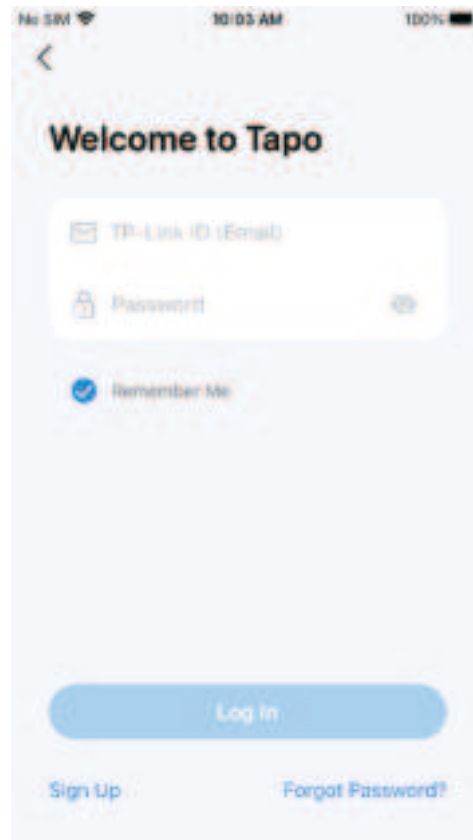 No SIM 10:03 AM 100%
Welcome to Tapo
TP-Link ID (Email)
Password
Remember Me
Log In
Sign Up Forgot Password?